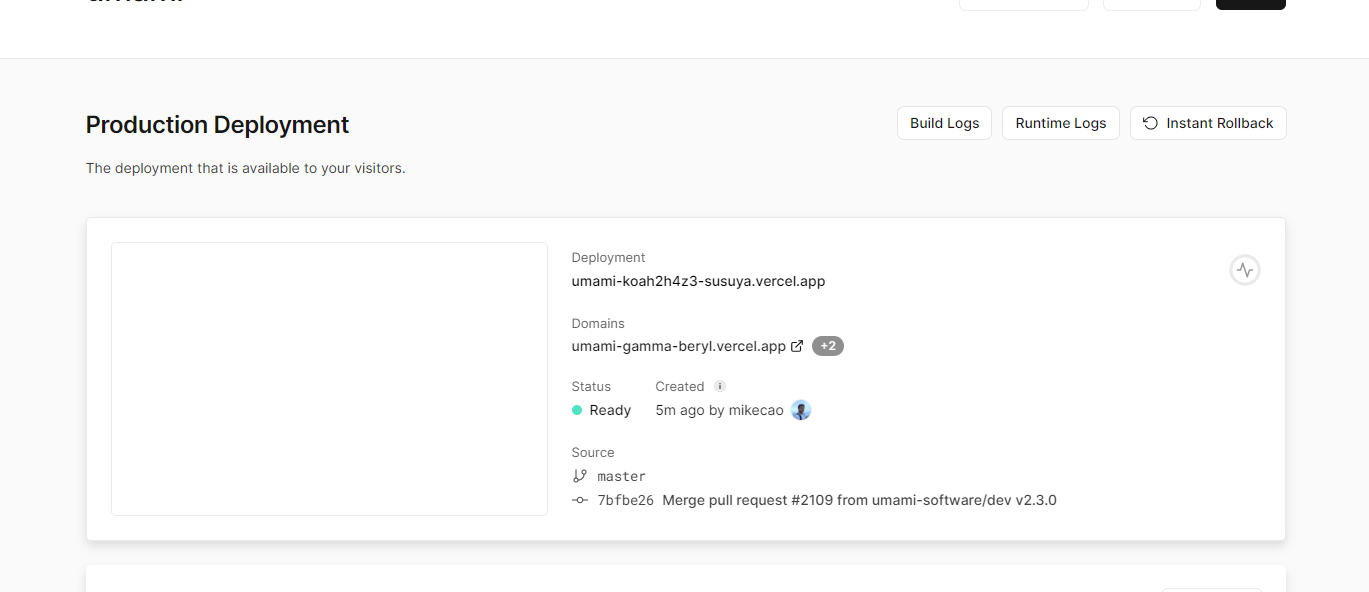 Production Deployment
Build Logs
Runtime Logs
Instant Rollback
The deployment that is available to your visitors.
Deployment
umami-koah2h4z3-susuya.vercel.app
Domains
umami-gamma-beryl.vercel.app +2
Status
Created
Ready
5m ago by mikecao
Source
master
7bfbe26 Merge pull request #2109 from umami-software/dev v2.3.0